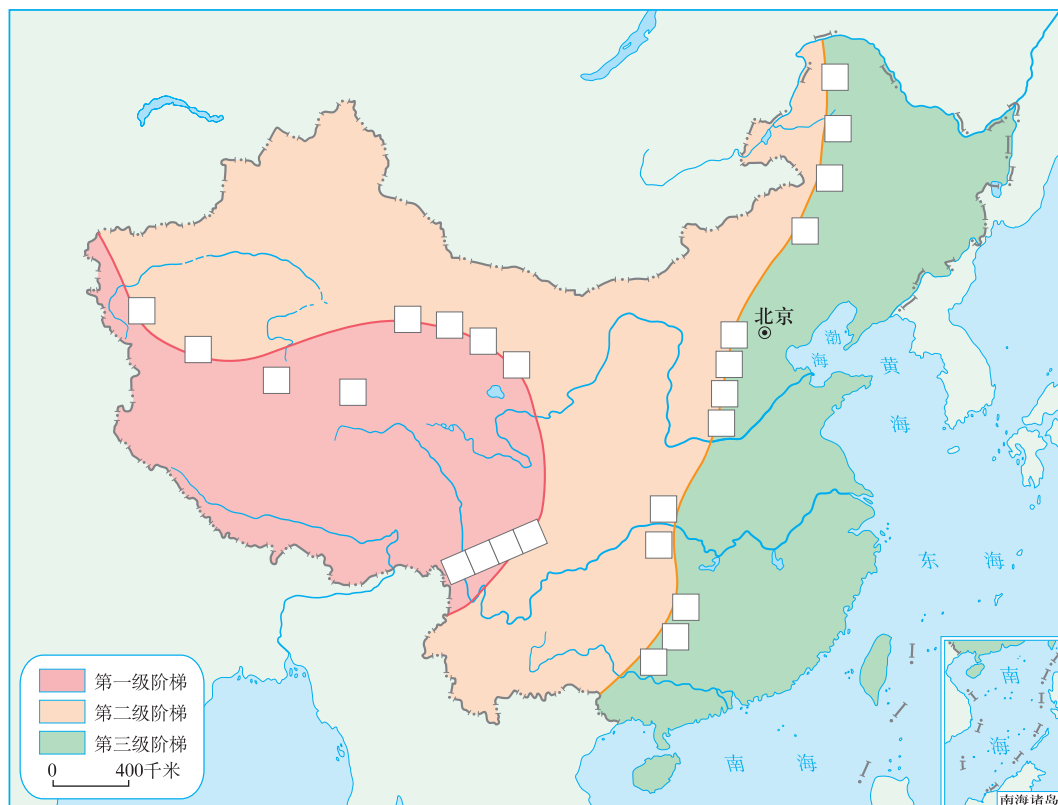 北京
渤
海
黄
海
东 海
南 海
第一级阶梯
第二级阶梯
第三级阶梯
0 400千米
南
海
南海诸岛